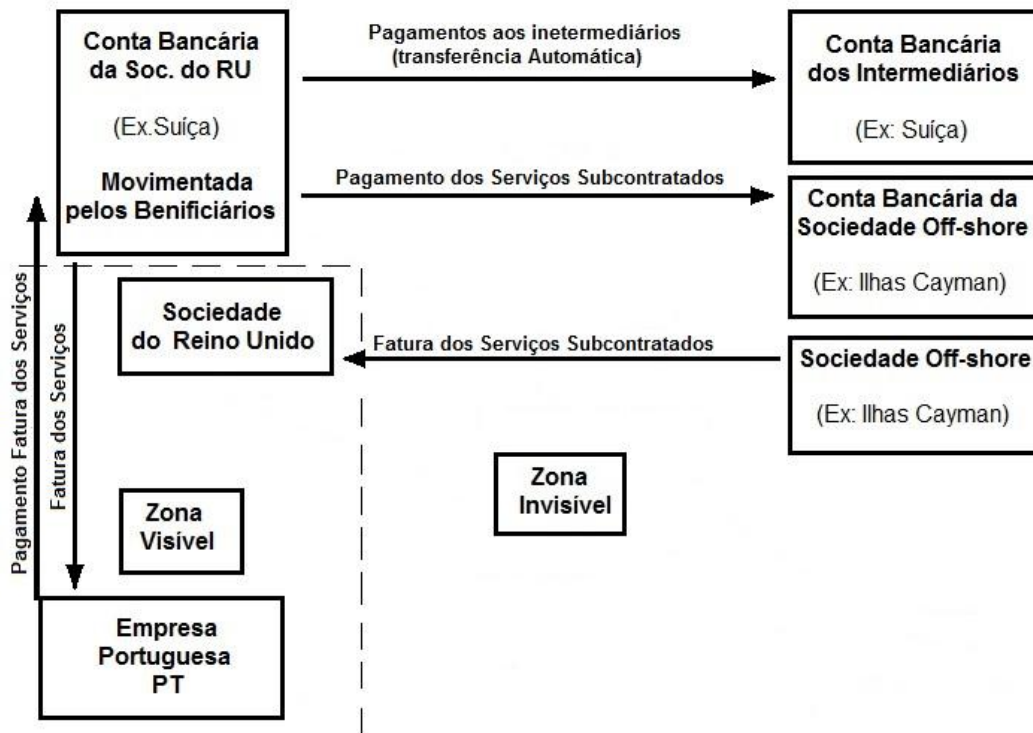 Conta Bancária
da Soc. do RU
(Ex.Suíça)
Movimentada
pelos Benificiários
Pagamentos aos inetermediários
(transferência Automática)
Conta Bancária
dos Intermediários
(Ex: Suíça)
Pagamento dos Serviços Subcontratados
Conta Bancária da
Sociedade Off-shore
(Ex: Ilhas Cayman)
Pagamento Fatura dos Serviços
Fatura dos Serviços
Sociedade
do Reino Unido
Fatura dos Serviços Subcontratados
Sociedade Off-shore
(Ex: Ilhas Cayman)
Zona
Visível
Zona
Invisível
Empresa
Portuguesa
PT